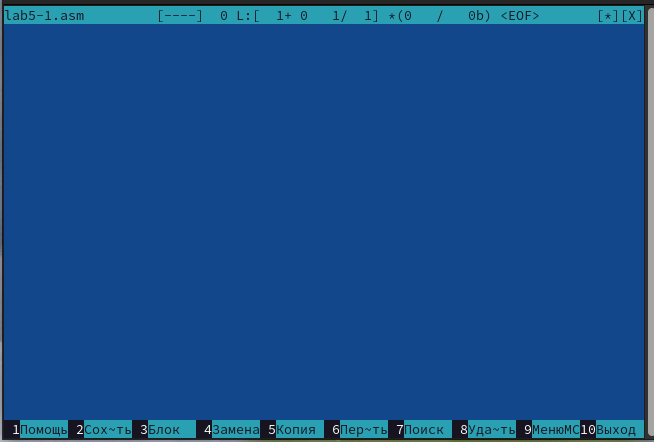 lab5-1.asm [----] 0 L:[ 1+ 0 1/ 1] *(0 / 0b) <EOF> [*][X]
1Помощь 2Сох~ть 3Блок 4Замена 5Копия 6Пер~ть 7Поиск 8Уда~ть 9МенюМС 10Выход